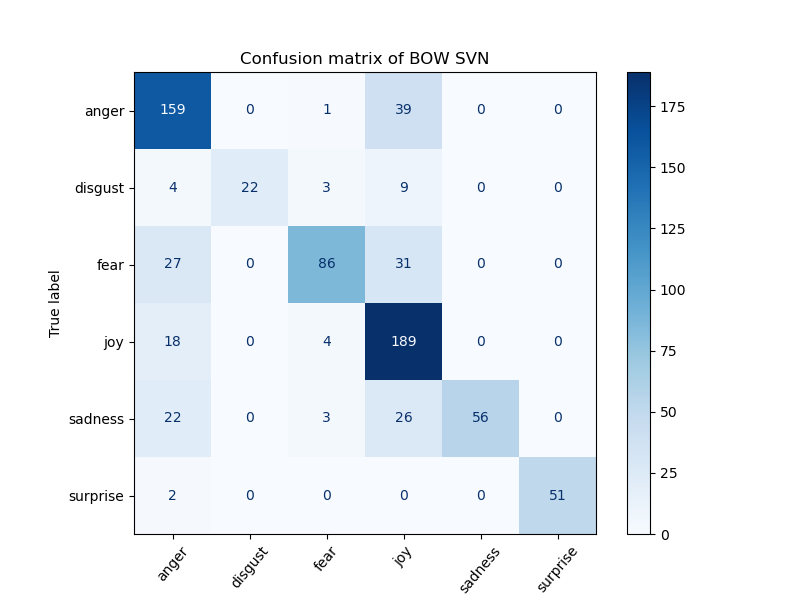 Confusion matrix of BOW SVN
anger 159 0 1 39 0 0
disgust 4 22 3 9 0 0
fear 27 0 86 31 0 0
joy 18 0 4 189 0 0
sadness 22 0 3 26 56 0
surprise 2 0 0 0 0 51
True label
anger disgust fear joy sadness surprise
175
150
125
100
75
50
25
0